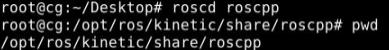 root@cg:~/Desktop# roscd roscpp
root@cg:/opt/ros/kinetic/share/roscpp# pwd
/opt/ros/kinetic/share/roscpp